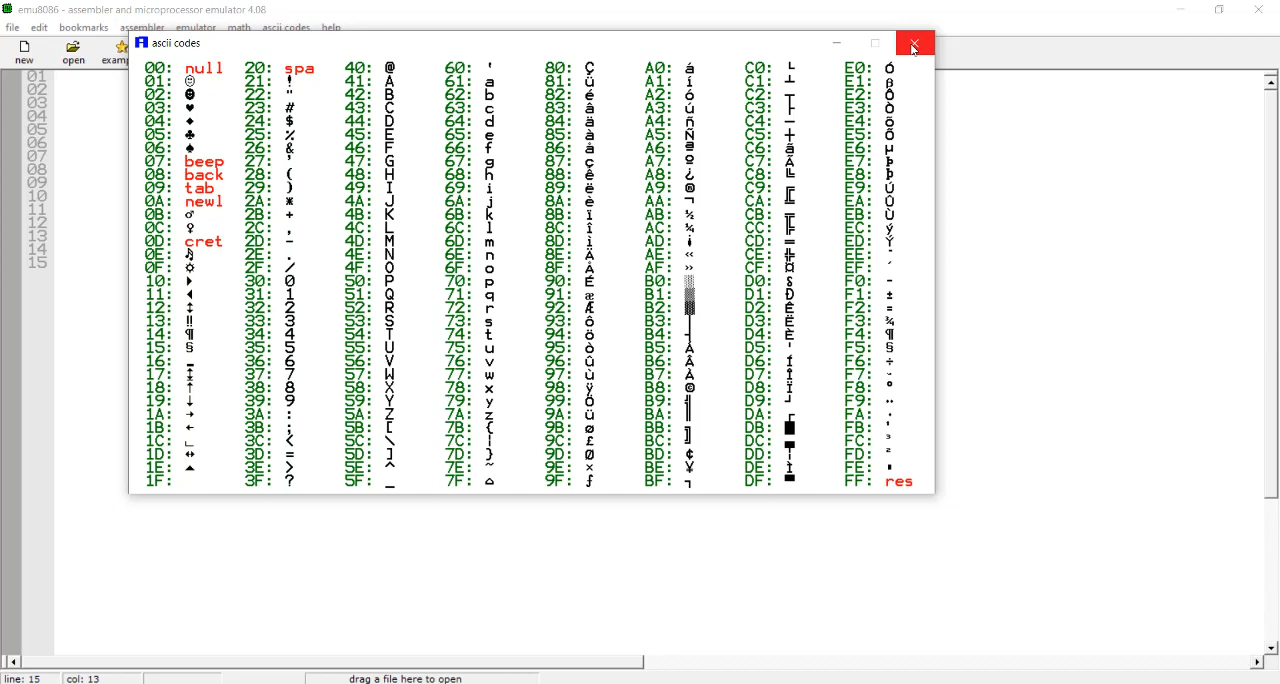 emu8086 - assembler and microprocessor emulator 4.08
file edit bookmarks assembler emulator math ascii codes help
new open examp
ascii codes
00: null 20: spa 40: @ 60: ' 80: Ç A0: á C0: └ E0: Ó
01: ☺ 21: ! 41: A 61: a 81: ü A1: í C1: ┴ E1: ß
02: ☻ 22: " 42: B 62: b 82: é A2: ó C2: ┬ E2: Ô
03: ♥ 23: # 43: C 63: c 83: â A3: ú C3: ├ E3: Ò
04: ♦ 24: $ 44: D 64: d 84: ä A4: ñ C4: ─ E4: õ
05: ♣ 25: % 45: E 65: e 85: à A5: Ñ C5: ┼ E5: Õ
06: ♠ 26: & 46: F 66: f 86: å A6: ª C6: ã E6: µ
07: beep 27: ' 47: G 67: g 87: ç A7: º C7: Ã E7: þ
08: back 28: ( 48: H 68: h 88: ê A8: ¿ C8: ╚ E8: Þ
09: tab 29: ) 49: I 69: i 89: ë A9: ® C9: ╔ E9: Ú
0A: newl 2A: * 4A: J 6A: j 8A: è AA: ¬ CA: ╩ EA: Û
0B: ♂ 2B: + 4B: K 6B: k 8B: ï AB: ½ CB: ╦ EB: Ù
0C: ♀ 2C: , 4C: L 6C: l 8C: î AC: ¼ CC: ╠ EC: ý
0D: cret 2D: - 4D: M 6D: m 8D: ì AD: ¡ CD: ═ ED: Ý
0E: ♫ 2E: . 4E: N 6E: n 8E: Ä AE: « CE: ╬ EE: ¯
0F: ☼ 2F: / 4F: O 6F: o 8F: Å AF: » CF: ¤ EF: ´
10: ► 30: 0 50: P 70: p 90: É B0: ░ D0: ð F0: -
11: ◄ 31: 1 51: Q 71: q 91: æ B1: ▒ D1: Ð F1: ±
12: ↕ 32: 2 52: R 72: r 92: Æ B2: ▓ D2: Ê F2: =
13: ‼ 33: 3 53: S 73: s 93: ô B3: │ D3: Ë F3: ¾
14: ¶ 34: 4 54: T 74: t 94: ö B4: ┤ D4: È F4: ¶
15: § 35: 5 55: U 75: u 95: ò B5: Á D5: ' F5: §
16: ▬ 36: 6 56: V 76: v 96: û B6: Â D6: Í F6: ÷
17: ↨ 37: 7 57: W 77: w 97: ù B7: À D7: Î F7: ¸
18: ↑ 38: 8 58: X 78: x 98: ÿ B8: © D8: Ï F8: °
19: ↓ 39: 9 59: Y 79: y 99: Ö B9: ╣ D9: ┘ F9: ¨
1A: → 3A: : 5A: Z 7A: z 9A: ü BA: ║ DA: ┌ FA: ·
1B: ← 3B: ; 5B: [ 7B: { 9B: ø BB: ╗ DB: █ FB: ¹
1C: ∟ 3C: < 5C: \ 7C: | 9C: £ BC: ╝ DC: ▄ FC: ³
1D: ↔ 3D: = 5D: ] 7D: } 9D: Ø BD: ¢ DD: ¦ FD: ²
1E: ▲ 3E: > 5E: ^ 7E: ~ 9E: × BE: ¥ DE: Ì FE: ■
1F: 3F: ? 5F: _ 7F: ⌂ 9F: ƒ BF: ┐ DF: ▀ FF: res
01
02
03
04
05
06
07
08
09
10
11
12
13
14
15
line: 15 col: 13 drag a file here to open